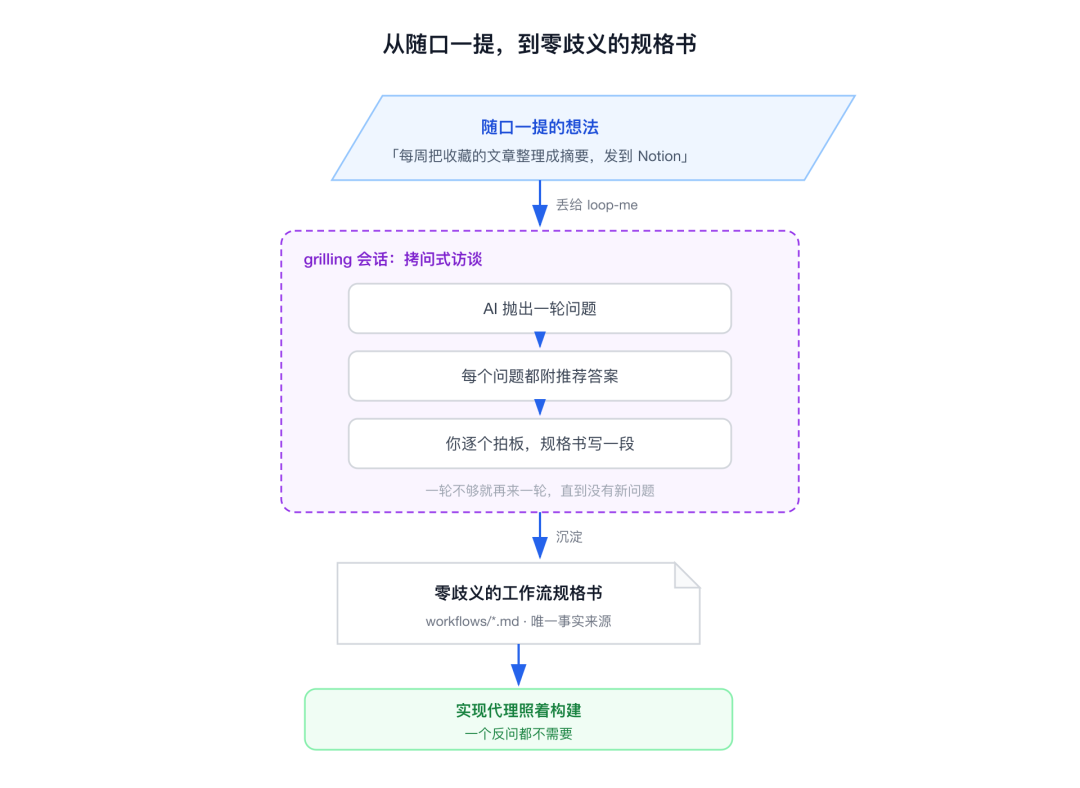 从随口一提，到零歧义的规格书
随口一提的想法
「每周把收藏的文章整理成摘要，发到 Notion」
丢给 loop-me
grilling 会话：拷问式访谈
AI 抛出一轮问题
每个问题都附推荐答案
你逐个拍板，规格书写一段
一轮不够就再来一轮，直到没有新问题
沉淀
零歧义的工作流规格书
workflows/*.md · 唯一事实来源
实现代理照着构建
一个反问都不需要